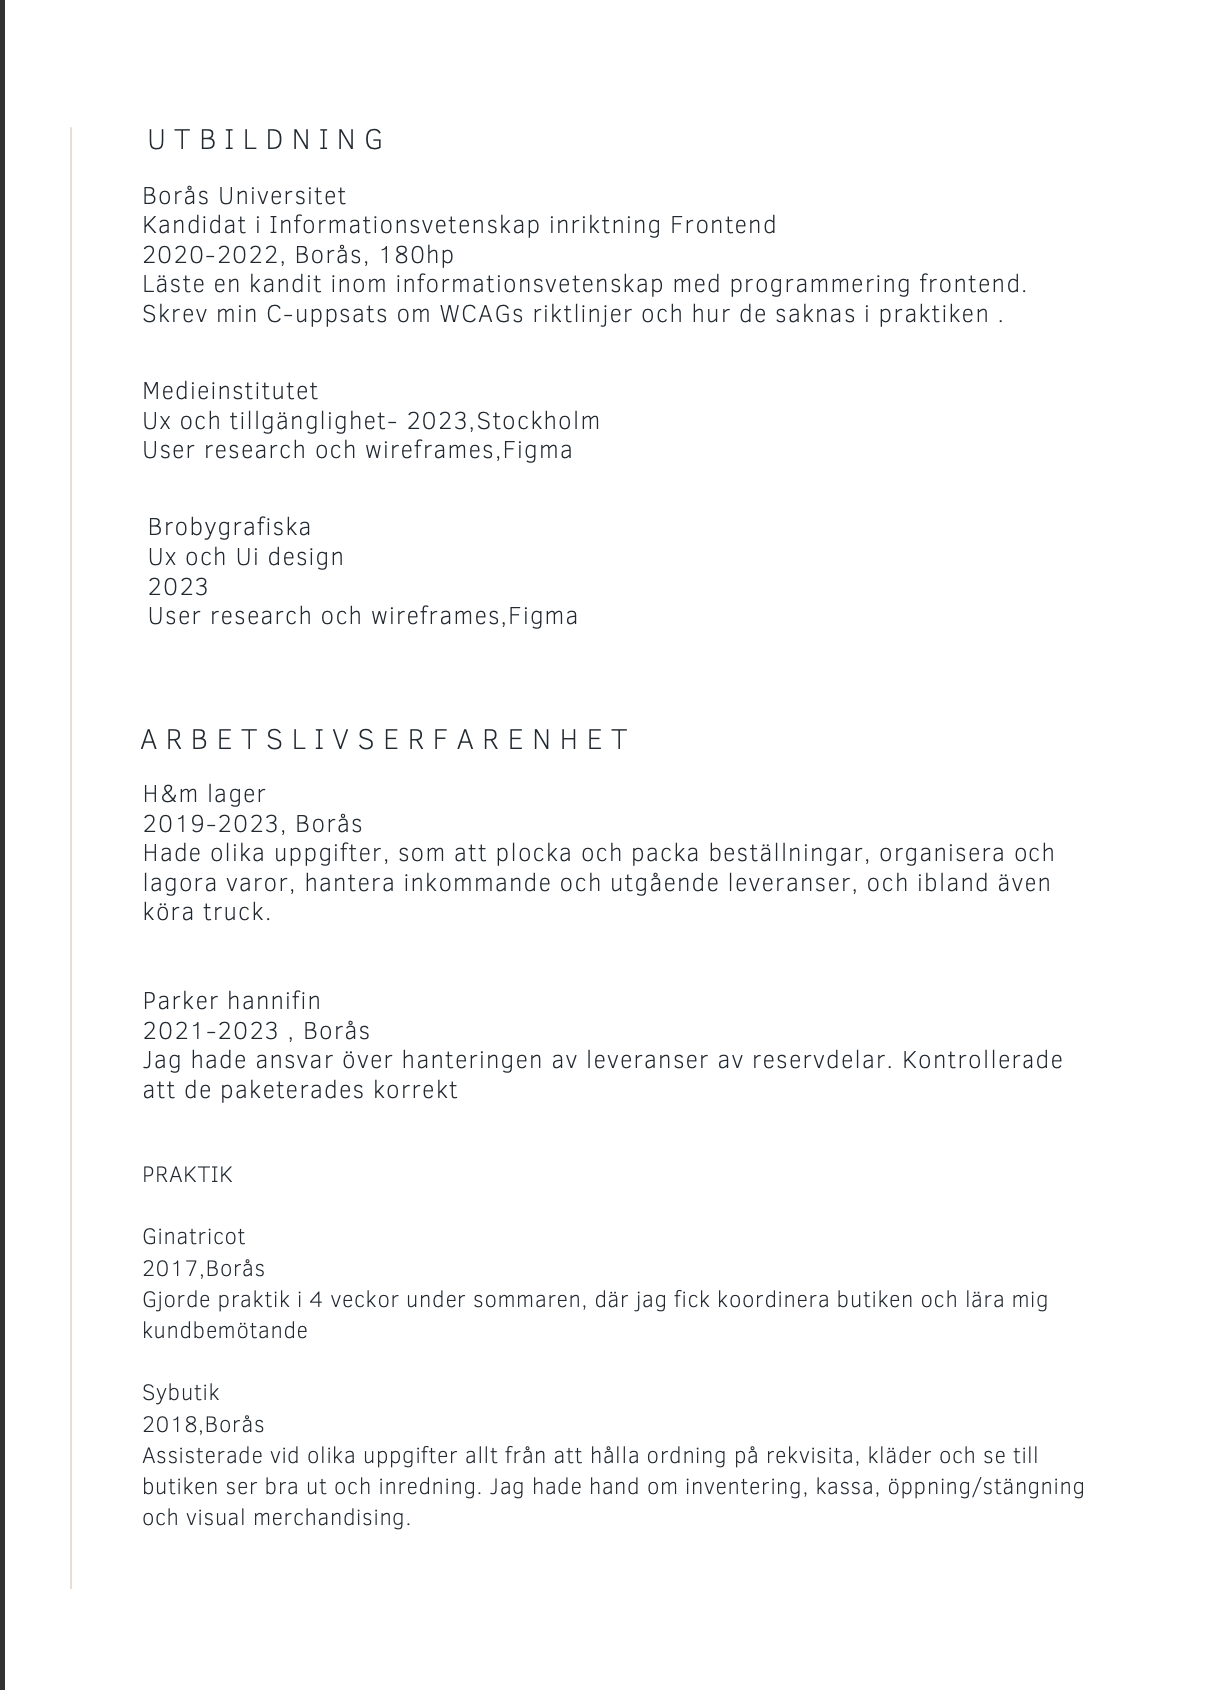 UTBILDNING
Borås Universitet
Kandidat i Informationsvetenskap inriktning Frontend
2020-2022, Borås, 180hp
Läste en kandit inom informationsvetenskap med programmering frontend.
Skrev min C-uppsats om WCAGs riktlinjer och hur de saknas i praktiken .
Medieinstitutet
Ux och tillgänglighet- 2023,Stockholm
User research och wireframes,Figma
Brobygrafiska
Ux och Ui design
2023
User research och wireframes,Figma
ARBETSLIVSERFARENHET
H&m lager
2019-2023, Borås
Hade olika uppgifter, som att plocka och packa beställningar, organisera och
lagora varor, hantera inkommande och utgående leveranser, och ibland även
köra truck.
Parker hannifin
2021-2023 , Borås
Jag hade ansvar över hanteringen av leveranser av reservdelar. Kontrollerade
att de paketerades korrekt
PRAKTIK
Ginatricot
2017,Borås
Gjorde praktik i 4 veckor under sommaren, där jag fick koordinera butiken och lära mig
kundbemötande
Sybutik
2018,Borås
Assisterade vid olika uppgifter allt från att hålla ordning på rekvisita, kläder och se till
butiken ser bra ut och inredning. Jag hade hand om inventering, kassa, öppning/stängning
och visual merchandising.